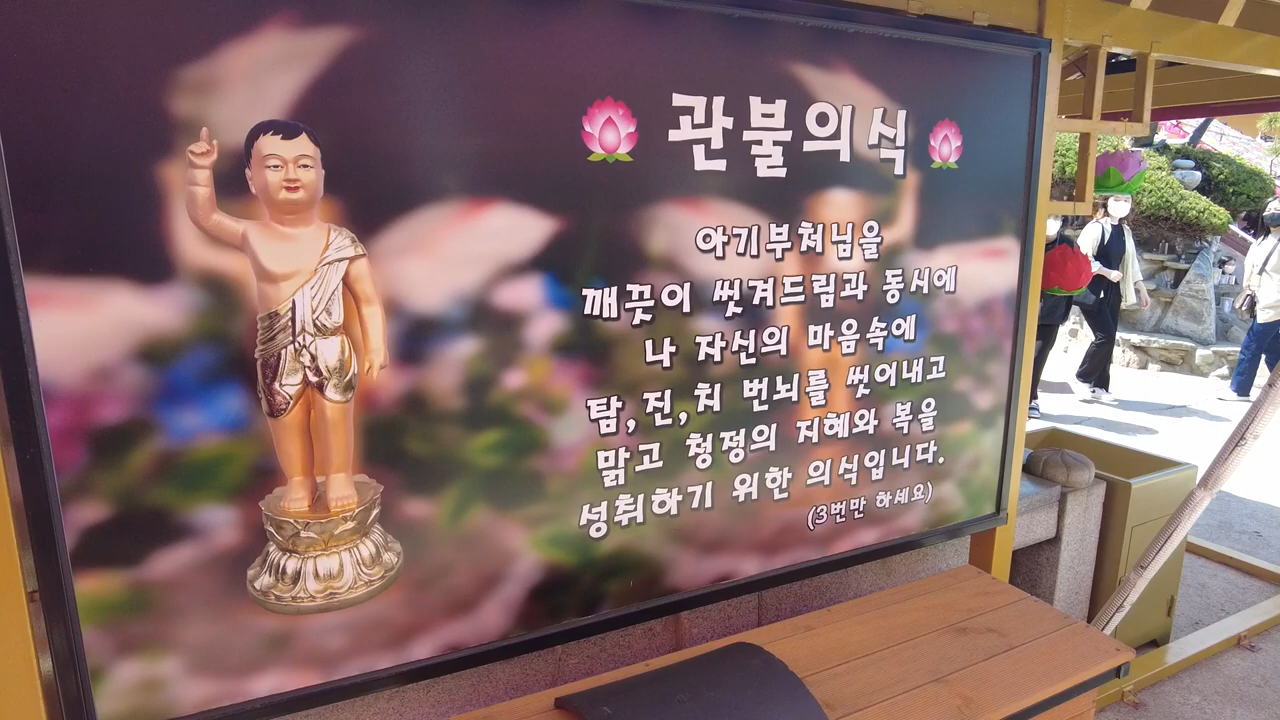 관불의식
아기부처님을
깨끗이 씻겨드림과 동시에
나 자신의 마음속에
탐, 진, 치 번뇌를 씻어내고
맑고 청정의 지혜와 복을
성취하기 위한 의식입니다.
(3번만 하세요)